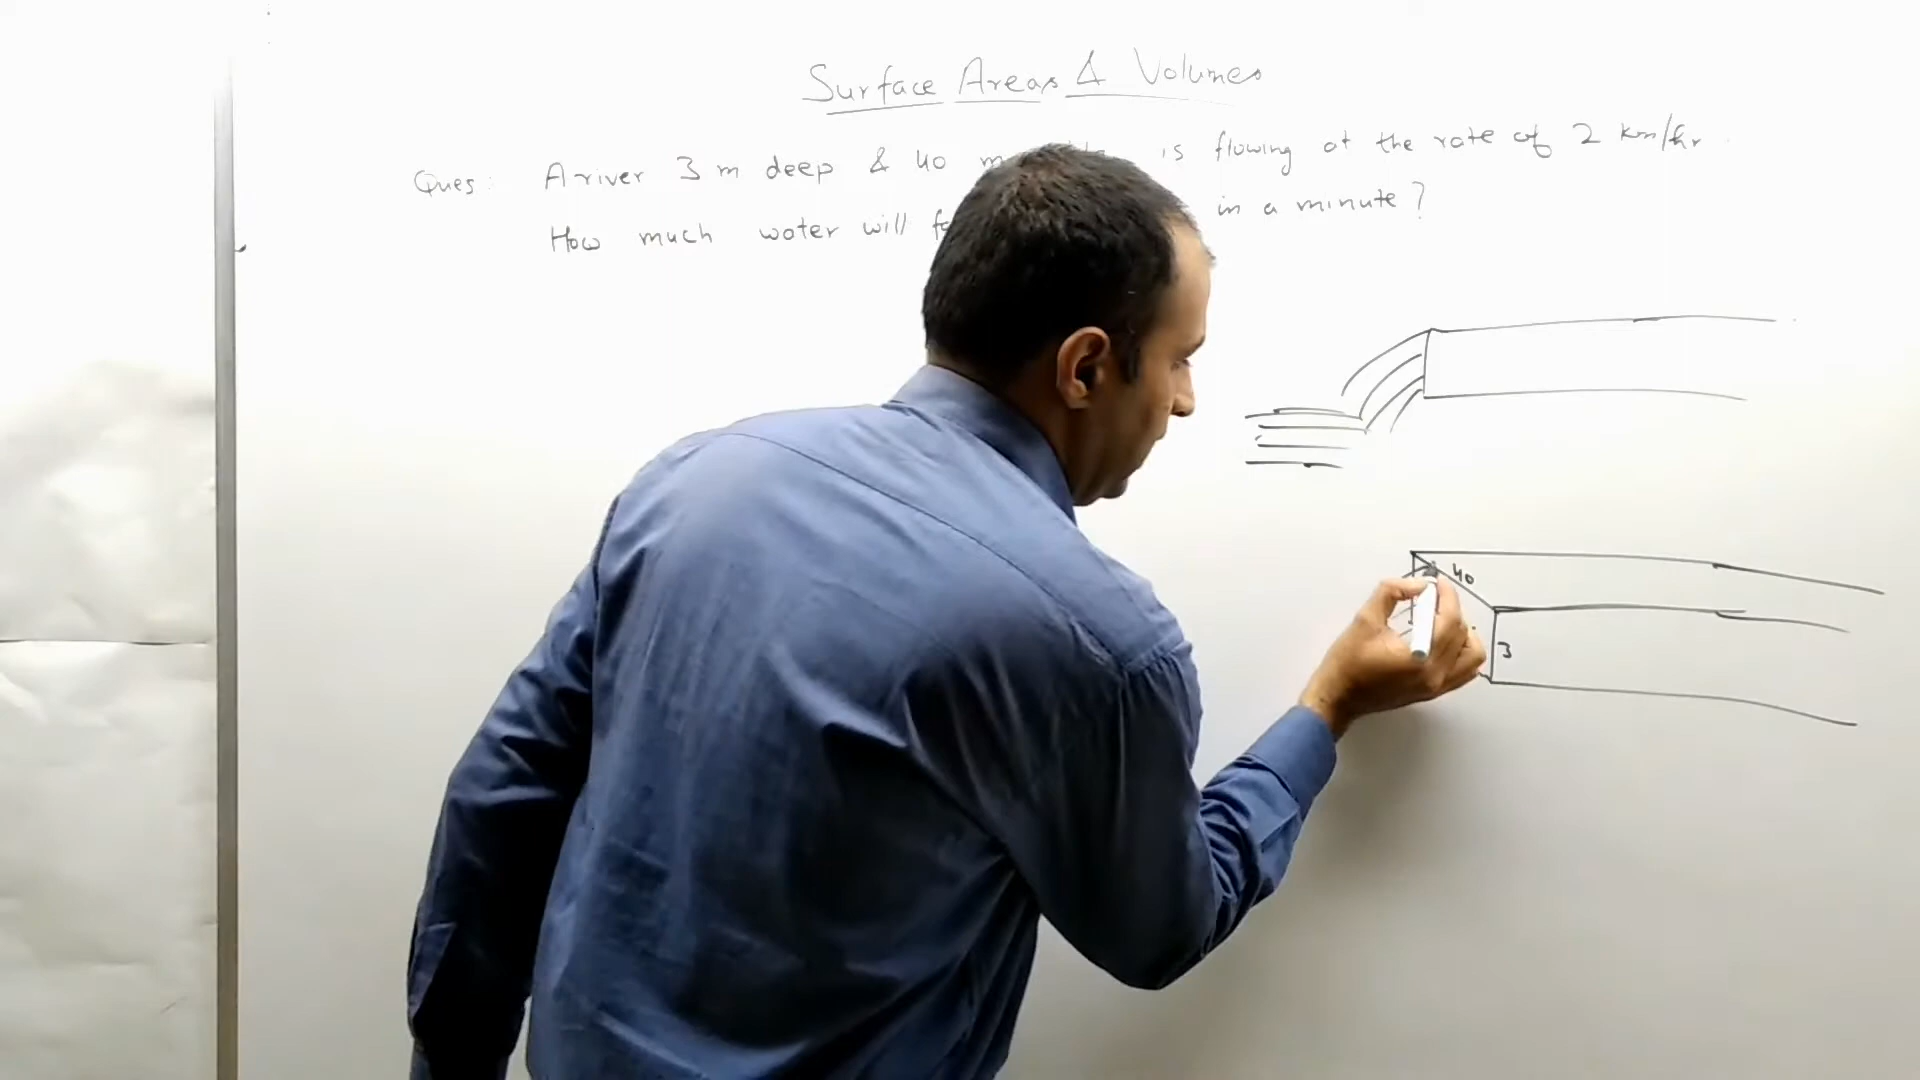 Surface Areas & Volumes
Ques: A river 3 m deep & 40 m is flowing at the rate of 2 km/hr.
How much water will in a minute?
40
3